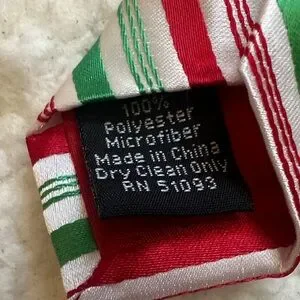 100%
Polyester
Microfiber
Made in China
Dry Clean Only
RN 51093